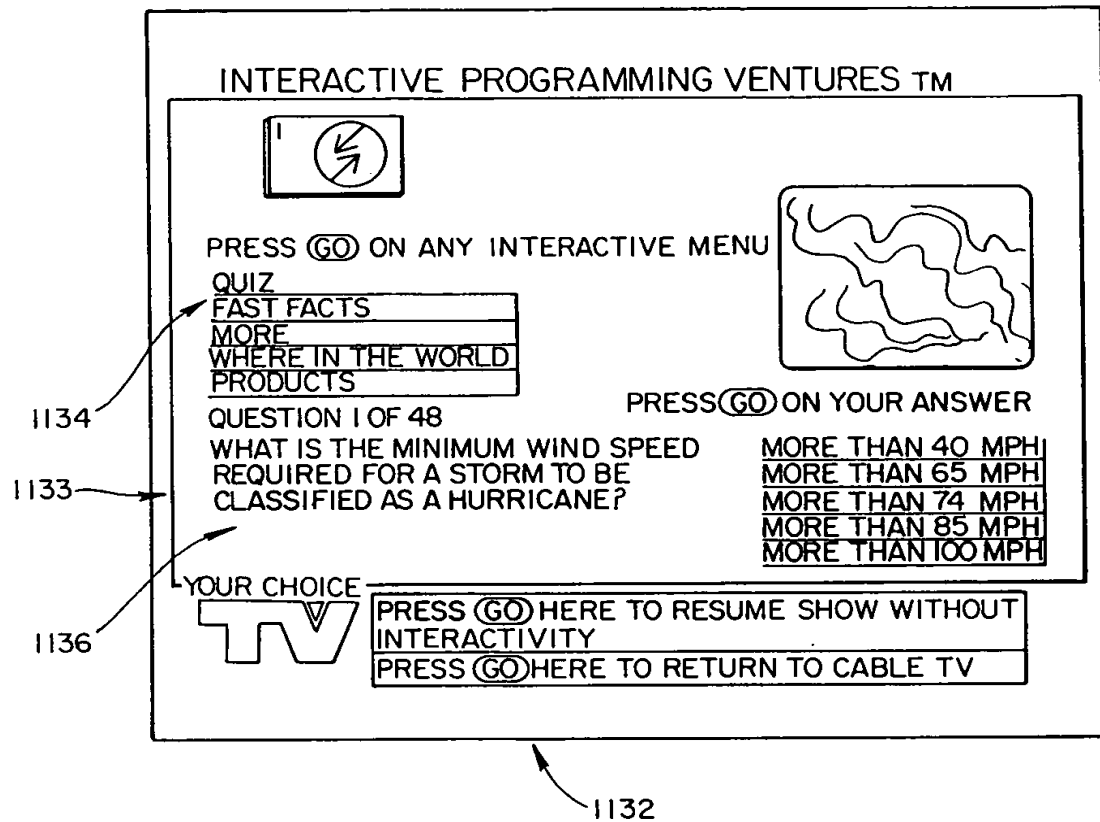 INTERACTIVE PROGRAMMING VENTURES TM
I
PRESS GO ON ANY INTERACTIVE MENU
QUIZ
FAST FACTS
MORE
WHERE IN THE WORLD
PRODUCTS
1134
QUESTION 1 OF 48
PRESS GO ON YOUR ANSWER
WHAT IS THE MINIMUM WIND SPEED
REQUIRED FOR A STORM TO BE
CLASSIFIED AS A HURRICANE?
MORE THAN 40 MPH
MORE THAN 65 MPH
MORE THAN 74 MPH
MORE THAN 85 MPH
MORE THAN 100 MPH
1133
1136
YOUR CHOICE
TV
PRESS GO HERE TO RESUME SHOW WITHOUT
INTERACTIVITY
PRESS GO HERE TO RETURN TO CABLE TV
1132